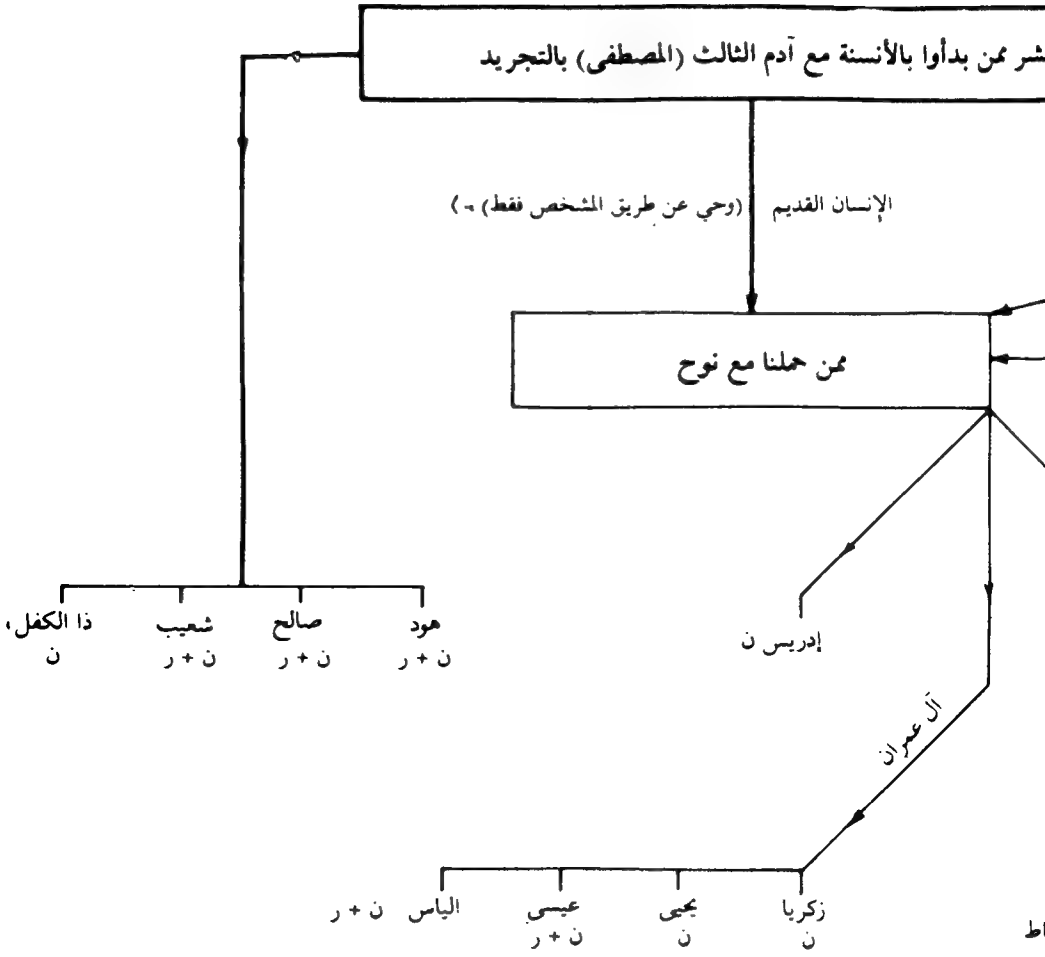 بشر ممن بدأوا بالأنسنة مع آدم الثالث (المصطفى) بالتجريد
الإنسان القديم (وحي عن طريق المشخص فقط)
ممن حملنا مع نوح
هود
ن + ر
صالح
ن + ر
شعيب
ن + ر
ذا الكفل،
ن
إدريس ن
آل عمران
زكريا
ن
يحيى
ن
عيسى
ن + ر
الياس ن + ر